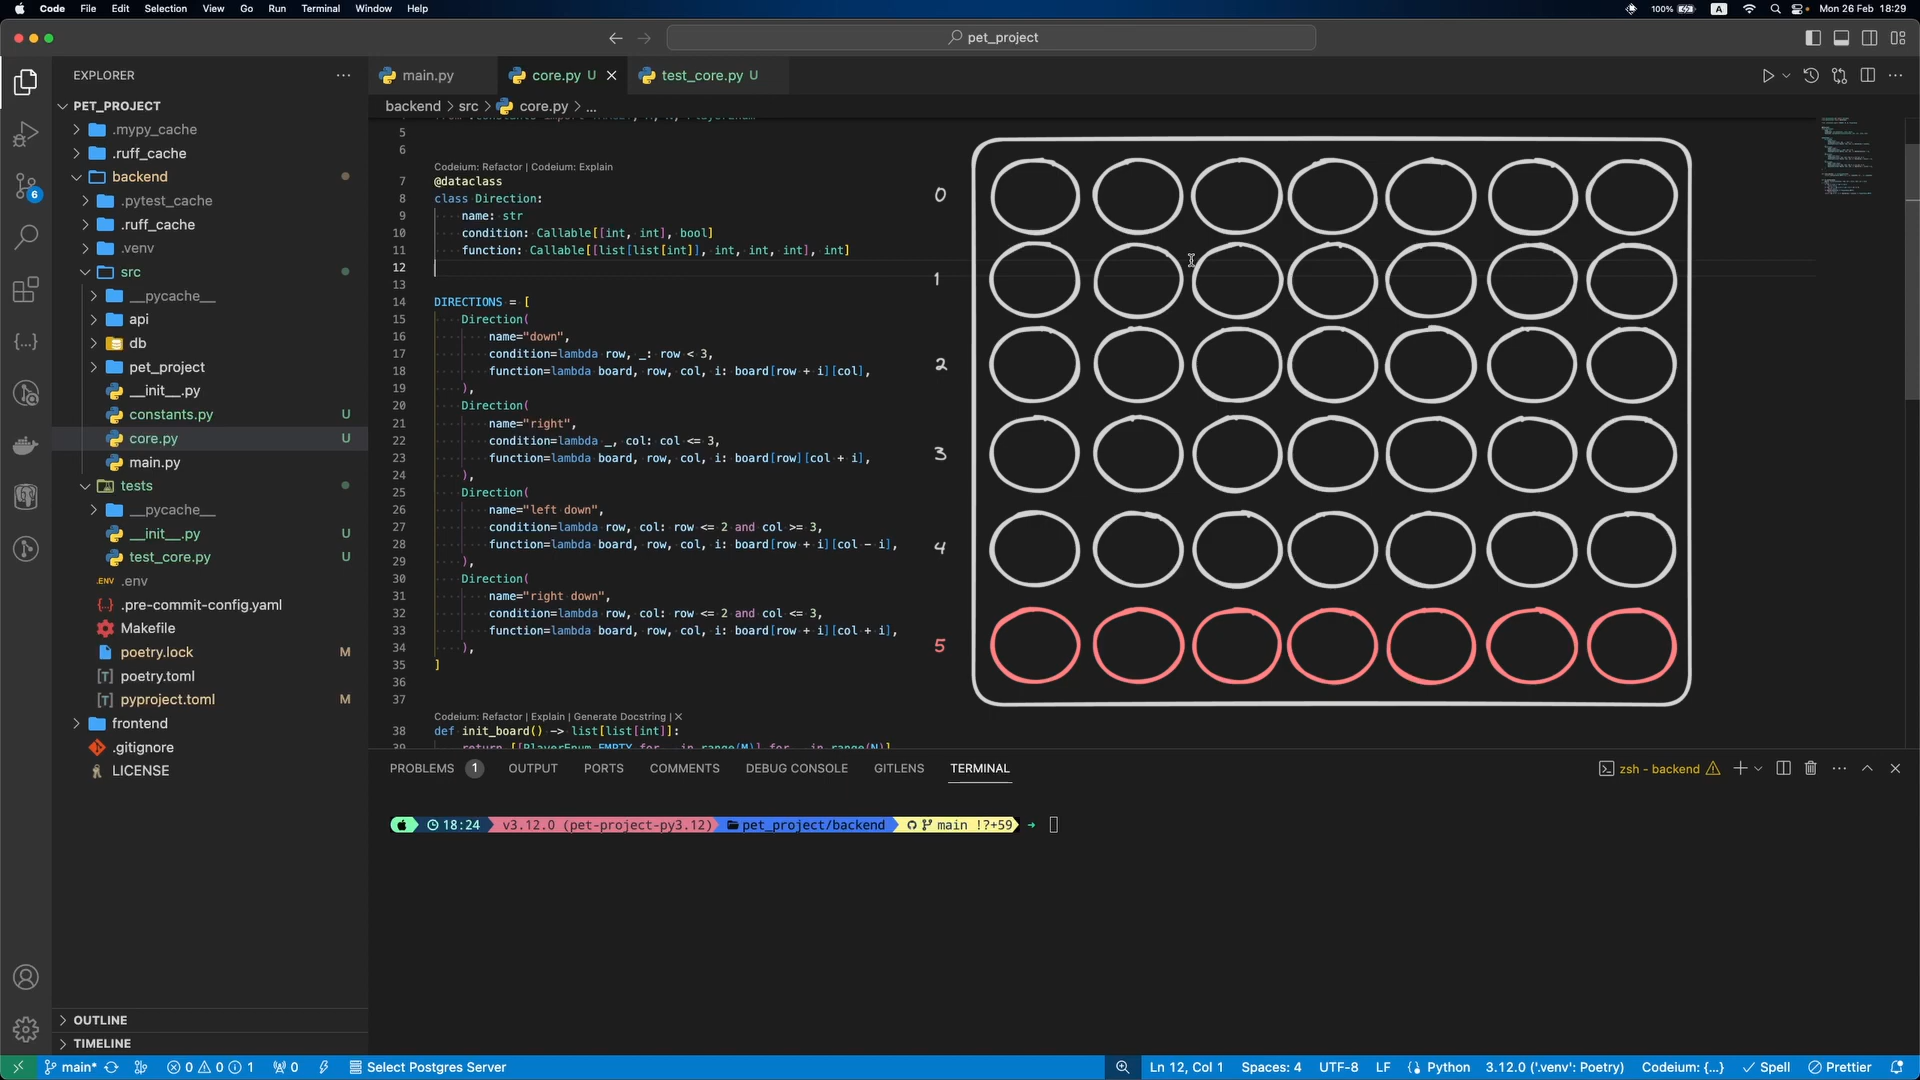 Code File Edit Selection View Go Run Terminal Window Help
100% A Mon 26 Feb 18:29
pet_project
EXPLORER
PET_PROJECT
.mypy_cache
.ruff_cache
backend
.pytest_cache
.ruff_cache
.venv
src
__pycache__
api
db
pet_project
__init__.py
constants.py U
core.py U
main.py
tests
__pycache__
__init__.py U
test_core.py U
.ENV .env
.pre-commit-config.yaml
Makefile
poetry.lock M
poetry.toml
pyproject.toml M
frontend
.gitignore
LICENSE
OUTLINE
TIMELINE
6
main.py core.py U test_core.py U
backend > src > core.py > ...
5
6
Codeium: Refactor | Codeium: Explain
7 @dataclass
8 class Direction:
9 name: str
10 condition: Callable[[int, int], bool]
11 function: Callable[[list[list[int]], int, int, int], int]
12
13
14 DIRECTIONS = [
15 Direction(
16 name="down",
17 condition=lambda row, _: row < 3,
18 function=lambda board, row, col, i: board[row + i][col],
19 ),
20 Direction(
21 name="right",
22 condition=lambda _, col: col <= 3,
23 function=lambda board, row, col, i: board[row][col + i],
24 ),
25 Direction(
26 name="left down",
27 condition=lambda row, col: row <= 2 and col >= 3,
28 function=lambda board, row, col, i: board[row + i][col - i],
29 ),
30 Direction(
31 name="right down",
32 condition=lambda row, col: row <= 2 and col <= 3,
33 function=lambda board, row, col, i: board[row + i][col + i],
34 ),
35 ]
36
37
Codeium: Refactor | Explain | Generate Docstring | X
38 def init_board() -> list[list[int]]:
39 return [[PlayerEnum.EMPTY for _ in range(M)] for _ in range(N)]
0
1
2
3
4
5
PROBLEMS 1 OUTPUT PORTS COMMENTS DEBUG CONSOLE GITLENS TERMINAL
zsh - backend
18:24 v3.12.0 (pet-project-py3.12) pet_project/backend main !?+59 →
main* 0 0 1 0 Select Postgres Server Ln 12, Col 1 Spaces: 4 UTF-8 LF Python 3.12.0 ('.venv': Poetry) Codeium: {...} Spell Prettier